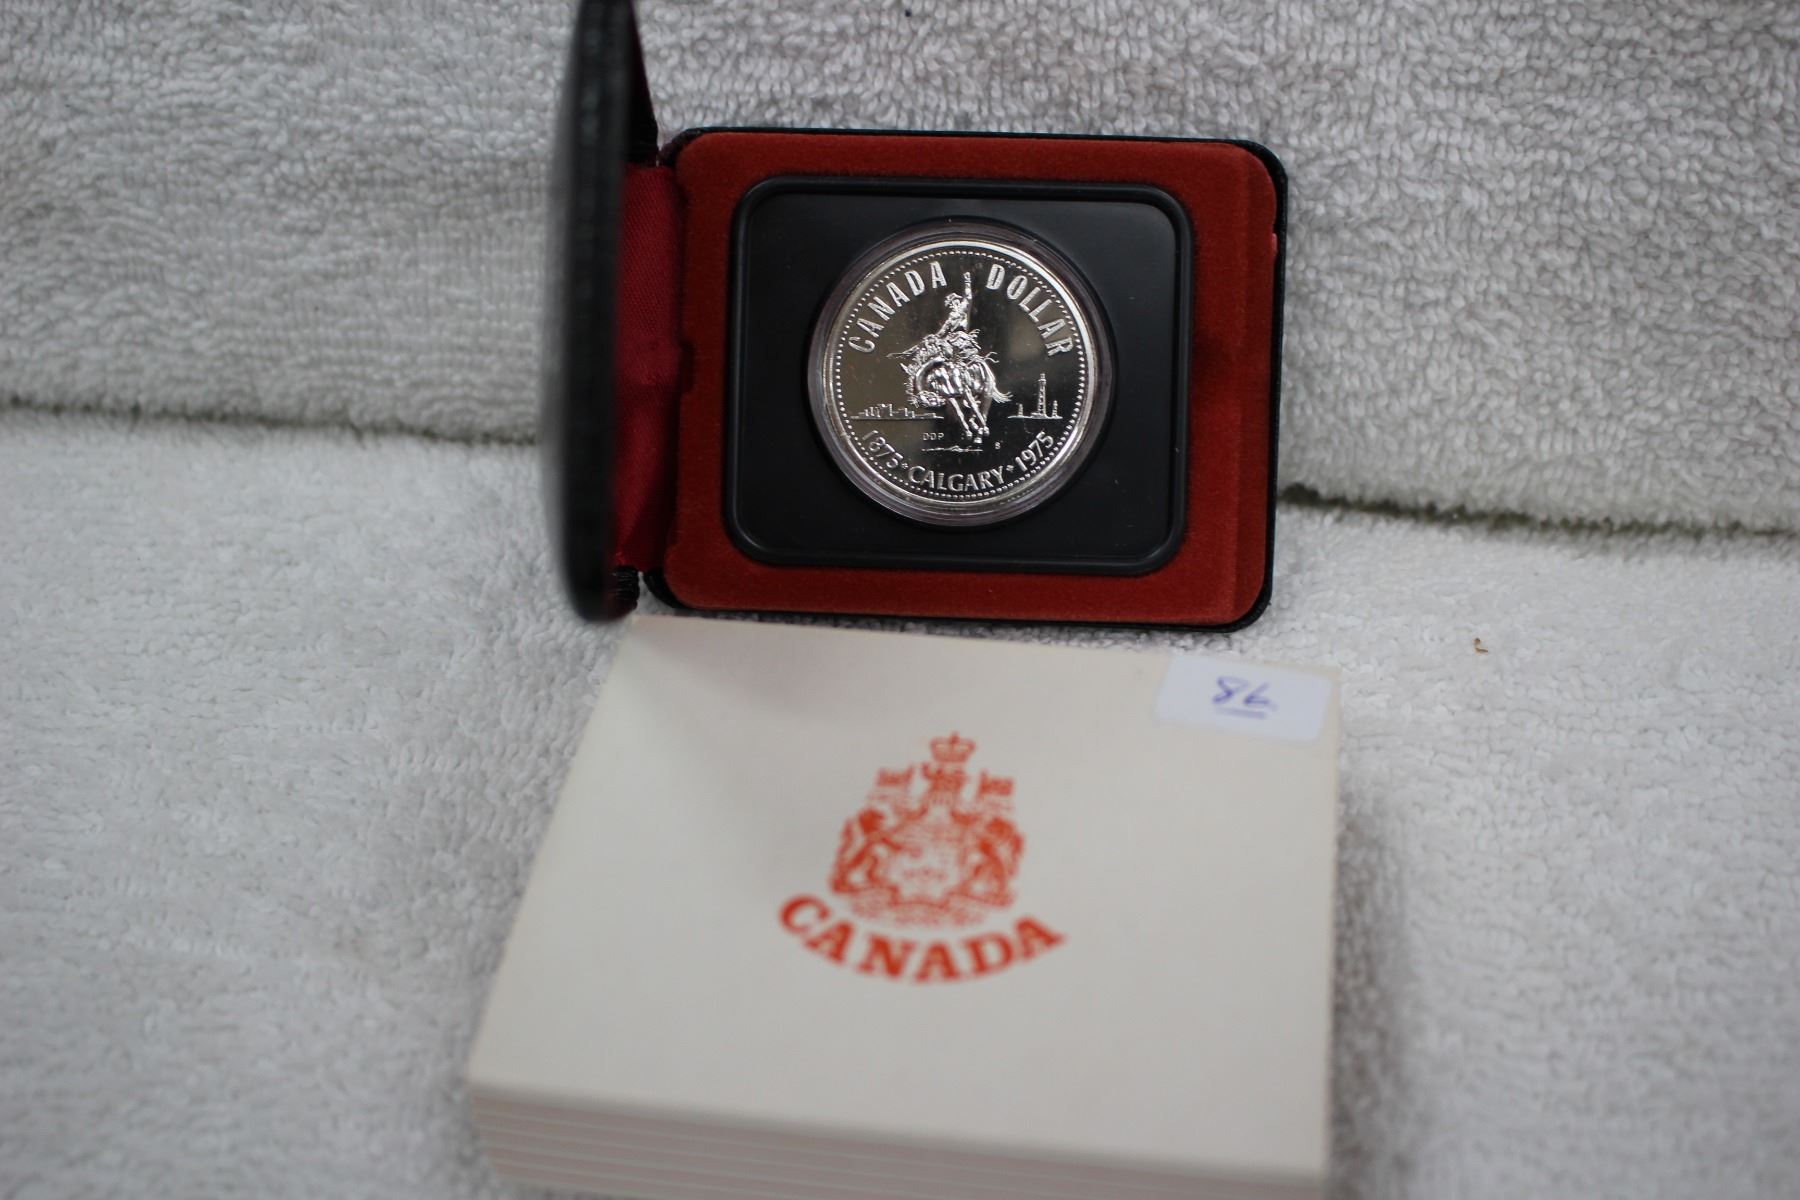 CANADA DOLLAR
DDP
1875 • CALGARY • 1975
86
CANADA